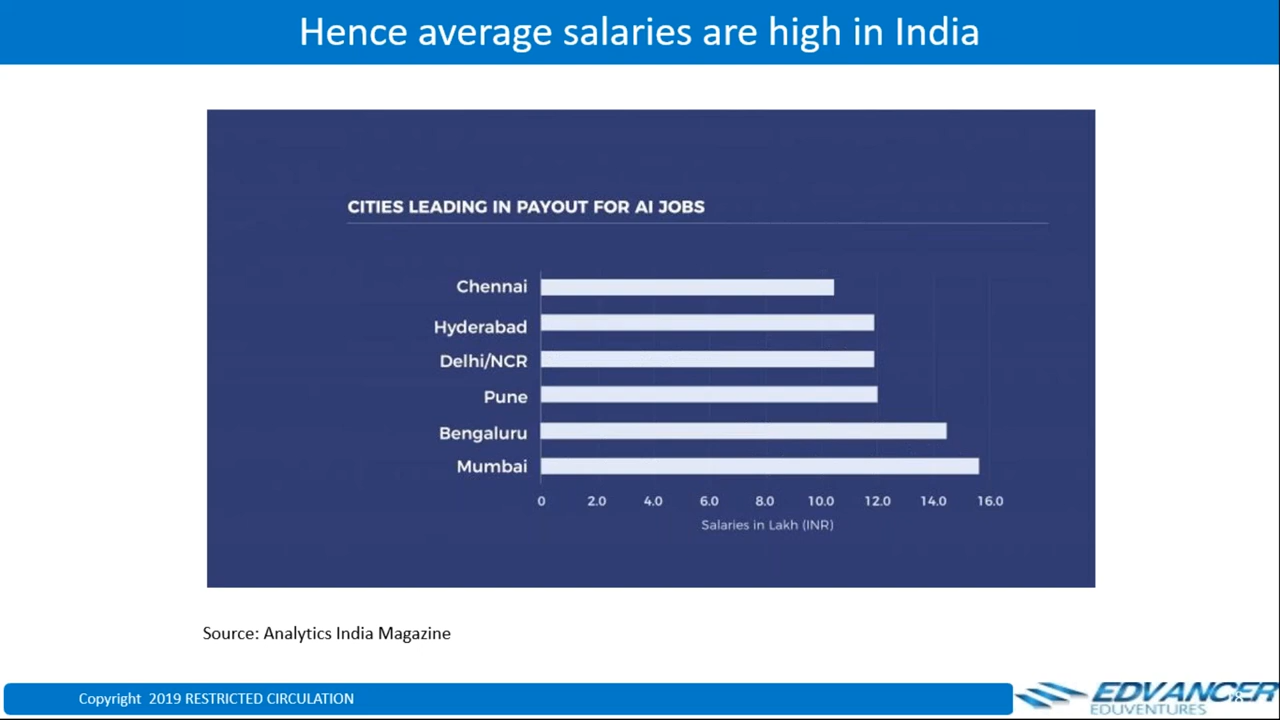 Hence average salaries are high in India
CITIES LEADING IN PAYOUT FOR AI JOBS
Chennai
Hyderabad
Delhi/NCR
Pune
Bengaluru
Mumbai
0 2.0 4.0 6.0 8.0 10.0 12.0 14.0 16.0
Salaries in Lakh (INR)
Source: Analytics India Magazine
Copyright 2019 RESTRICTED CIRCULATION
EDVANCER
EDUVENTURES